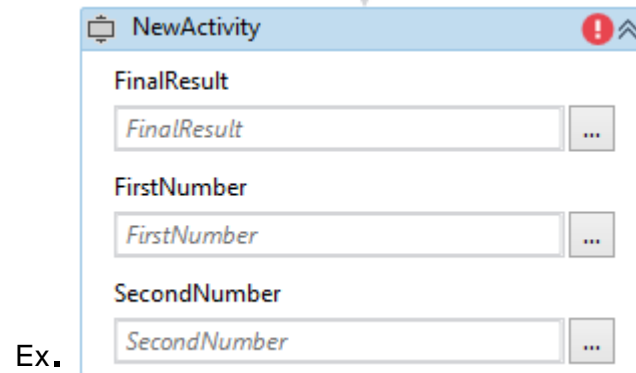 NewActivity
FinalResult
FinalResult
...
FirstNumber
FirstNumber
...
SecondNumber
Ex. SecondNumber
...